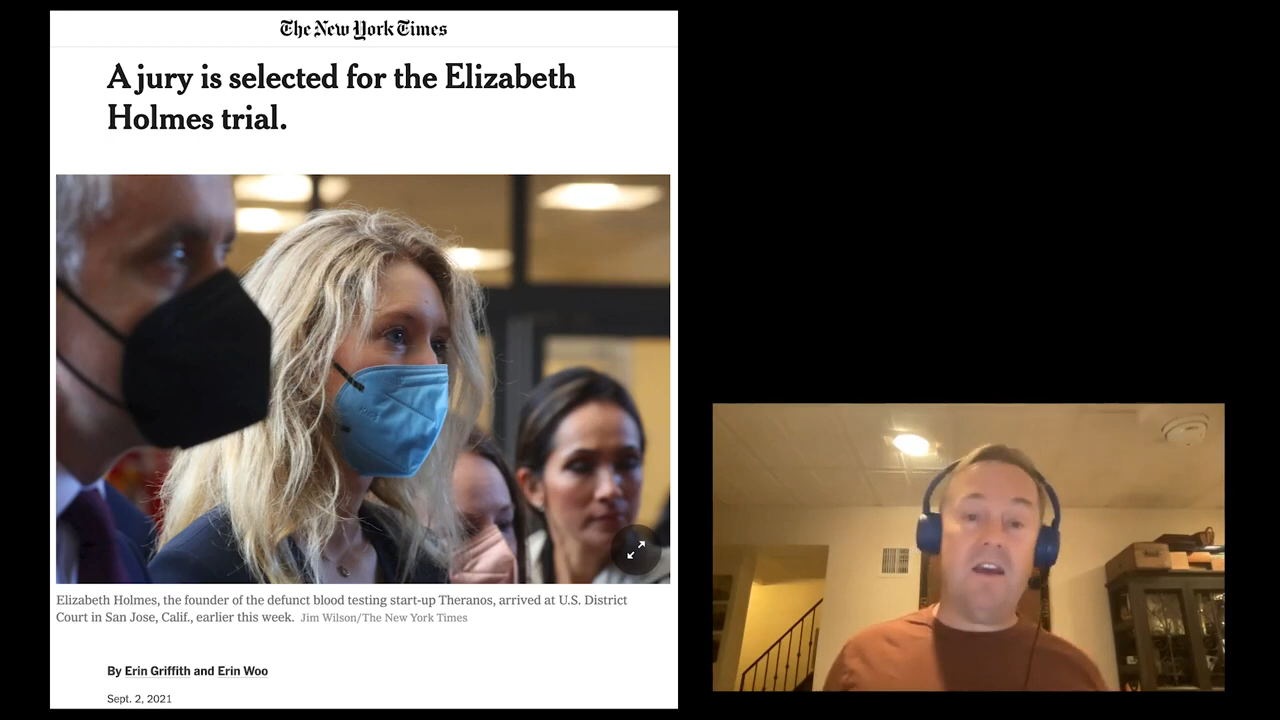 The New York Times
A jury is selected for the Elizabeth
Holmes trial.
Elizabeth Holmes, the founder of the defunct blood testing start-up Theranos, arrived at U.S. District
Court in San Jose, Calif., earlier this week. Jim Wilson/The New York Times
By Erin Griffith and Erin Woo
Sept. 2, 2021